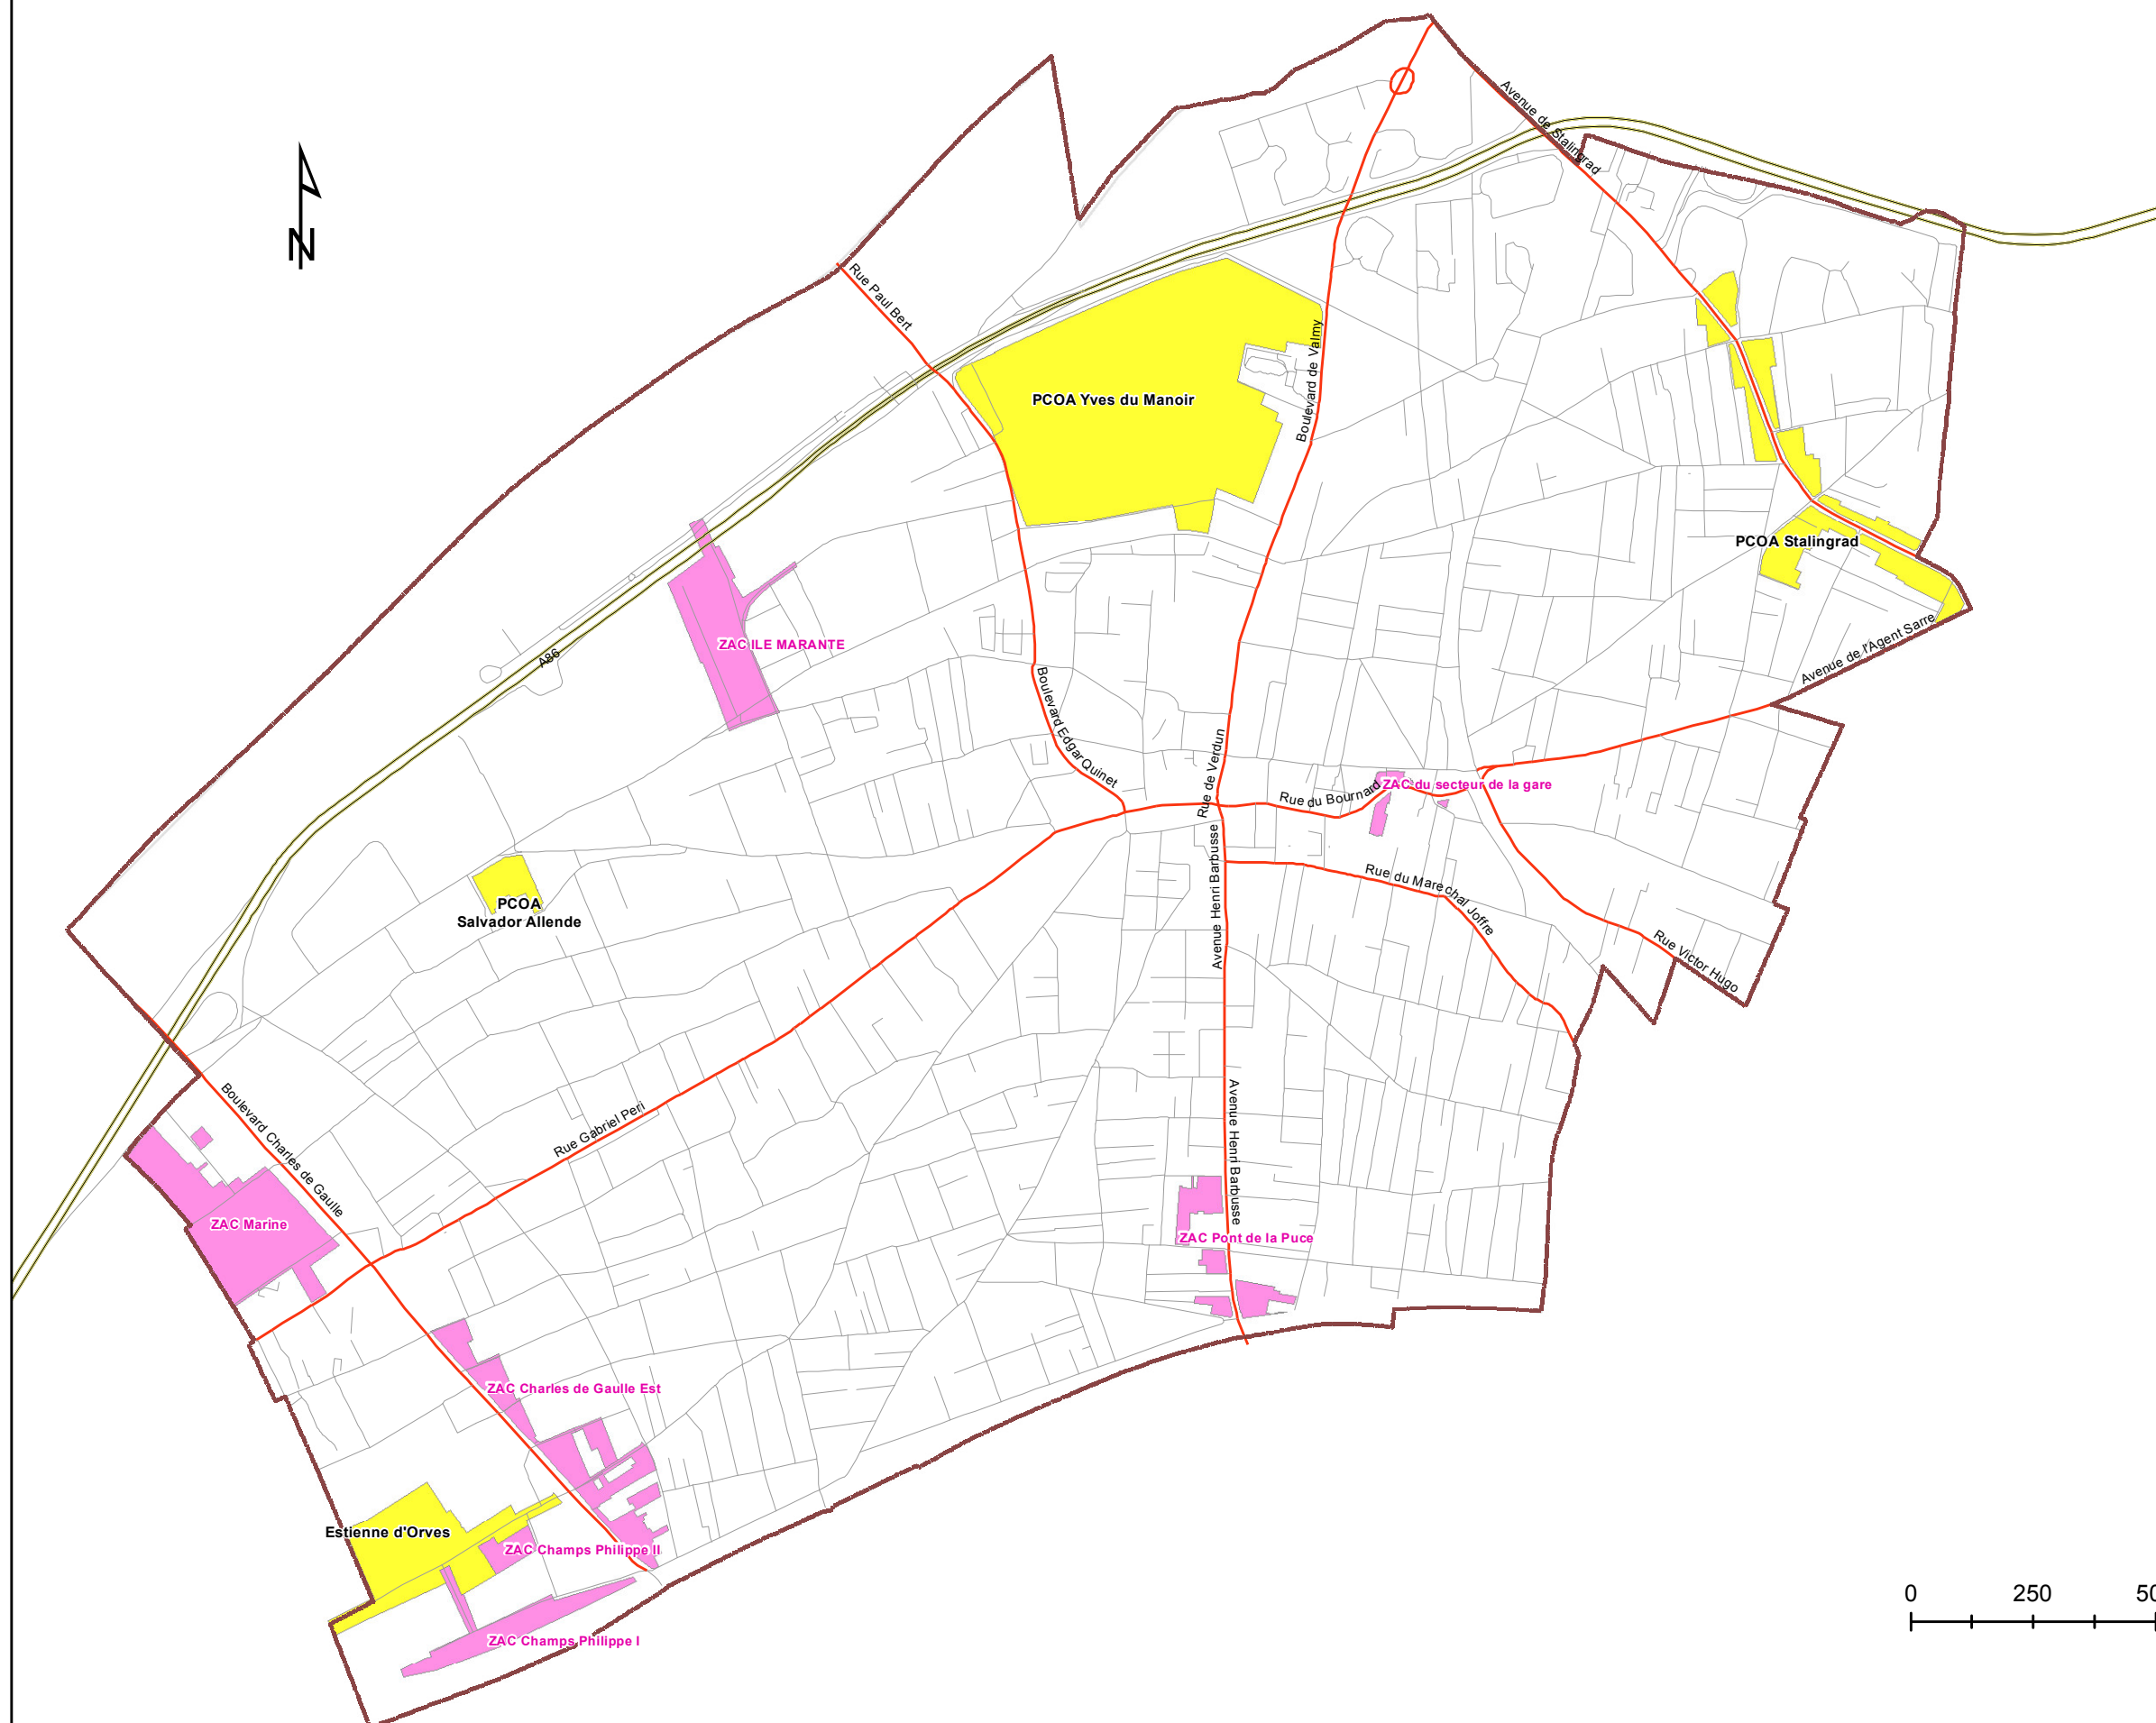 Avenue de Stalingrad
N
Rue Paul Bert
PCOA Yves du Manoir
Boulevard de Valmy
PCOA Stalingrad
ZAC ILE MARANTE
A86
Avenue de l'Agent Sarre
Boulevard Edgar Quinet
Rue de Verdun
Rue du Bournard
ZAC du secteur de la gare
Avenue Henri Barbusse
Rue du Marechal Joffre
PCOA
Salvador Allende
Rue Victor Hugo
Boulevard Charles de Gaulle
Rue Gabriel Peri
Avenue Henri Barbusse
ZAC Marine
ZAC Pont de la Puce
ZAC Charles de Gaulle Est
Estienne d'Orves
ZAC Champs Philippe II
0 250
ZAC Champs Philippe I